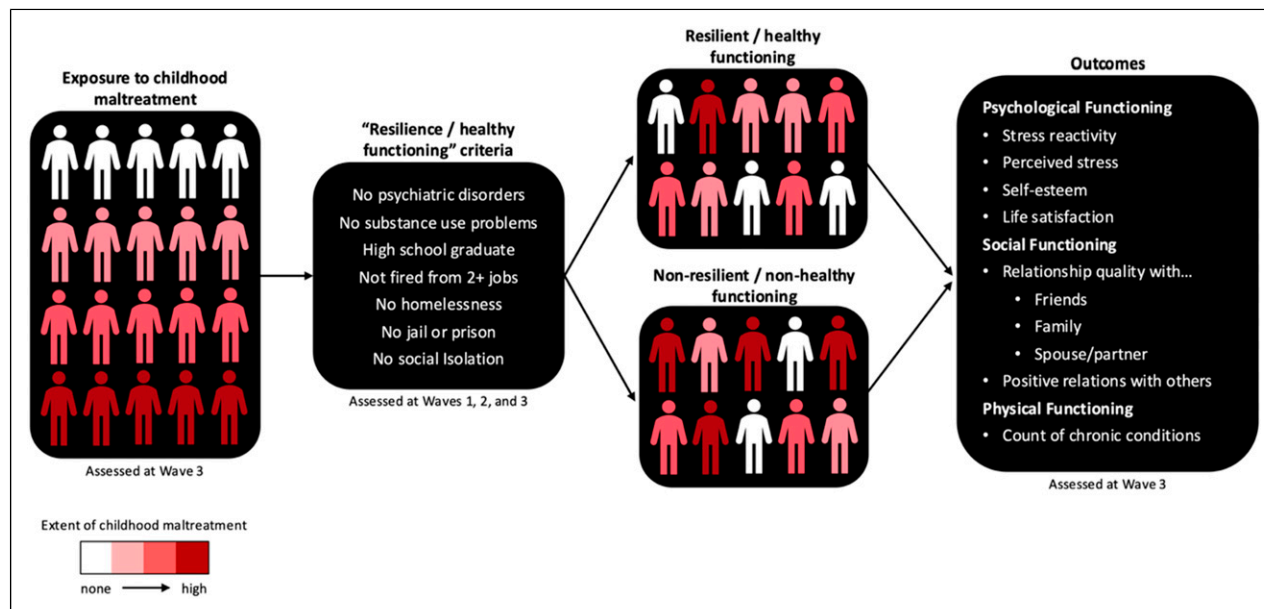 Exposure to childhood
maltreatment
Assessed at Wave 3
Extent of childhood maltreatment
none
high
"Resilience / healthy
functioning" criteria
No psychiatric disorders
No substance use problems
High school graduate
Not fired from 2+ jobs
No homelessness
No jail or prison
No social Isolation
Assessed at Waves 1, 2, and 3
Resilient / healthy
functioning
Non-resilient / non-healthy
functioning
Outcomes
Psychological Functioning
• Stress reactivity
• Perceived stress
• Self-esteem
• Life satisfaction
Social Functioning
• Relationship quality with...
• Friends
• Family
• Spouse/partner
• Positive relations with others
Physical Functioning
• Count of chronic conditions
Assessed at Wave 3